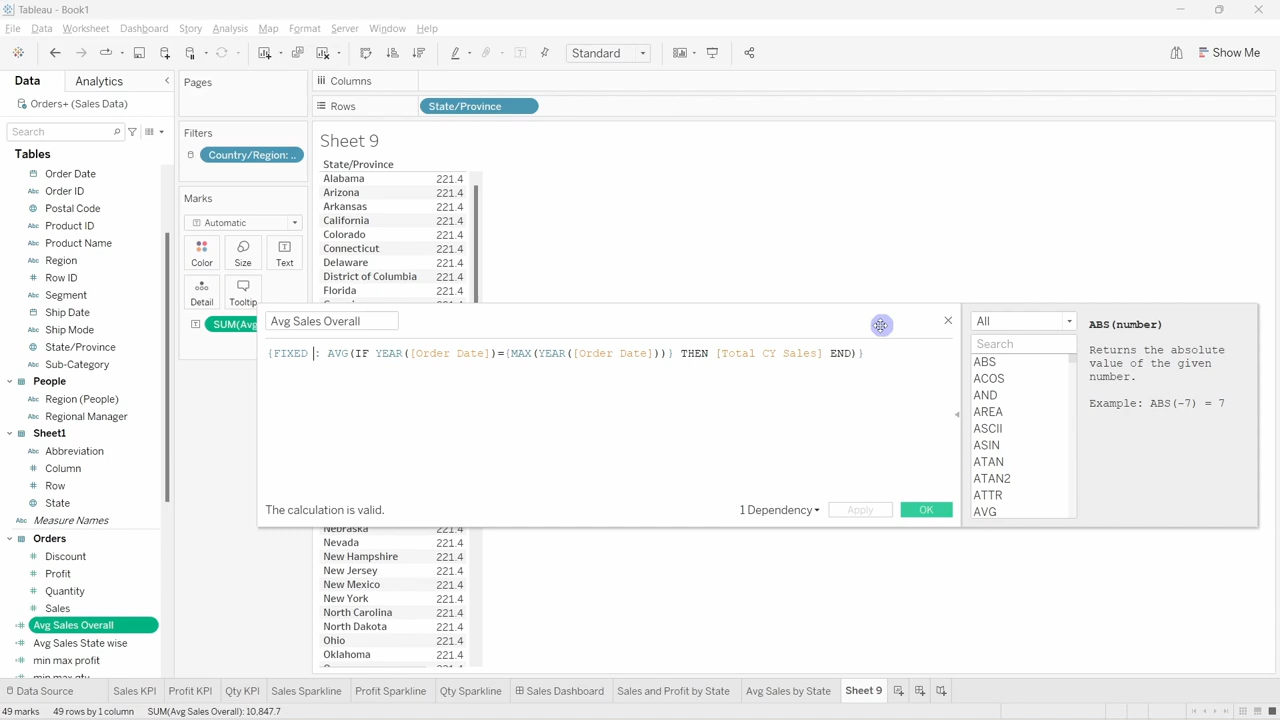 Tableau - Book1
File Data Worksheet Dashboard Story Analysis Map Format Server Window Help
Standard
Show Me
Data Analytics
Orders+ (Sales Data)
Search
Tables
Order Date
Abc Order ID
Postal Code
Abc Product ID
Abc Product Name
Abc Region
# Row ID
Abc Segment
Ship Date
Abc Ship Mode
State/Province
Abc Sub-Category
People
Abc Region (People)
Abc Regional Manager
Sheet1
Abc Abbreviation
# Column
# Row
State
Abc Measure Names
Orders
# Discount
# Profit
# Quantity
# Sales
Avg Sales Overall
Avg Sales State wise
min max profit
Pages
Filters
Country/Region: ..
Marks
Automatic
Color Size Text
Detail Tooltip
SUM(Avg
Columns
Rows State/Province
Sheet 9
State/Province
Alabama 221.4
Arizona 221.4
Arkansas 221.4
California 221.4
Colorado 221.4
Connecticut 221.4
Delaware 221.4
District of Columbia 221.4
Florida 221.4
Avg Sales Overall
{FIXED : AVG(IF YEAR([Order Date])={MAX(YEAR([Order Date]))} THEN [Total CY Sales] END)}
The calculation is valid.
1 Dependency
Apply
OK
All
Search
ABS
ACOS
AND
AREA
ASCII
ASIN
ATAN
ATAN2
ATTR
AVG
ABS(number)
Returns the absolute
value of the given
number.
Example: ABS(-7) = 7
Nebraska 221.4
Nevada 221.4
New Hampshire 221.4
New Jersey 221.4
New Mexico 221.4
New York 221.4
North Carolina 221.4
North Dakota 221.4
Ohio 221.4
Oklahoma 221.4
Data Source Sales KPI Profit KPI Qty KPI Sales Sparkline Profit Sparkline Qty Sparkline Sales Dashboard Sales and Profit by State Avg Sales by State Sheet 9
49 marks 49 rows by 1 column SUM(Avg Sales Overall): 10,847.7